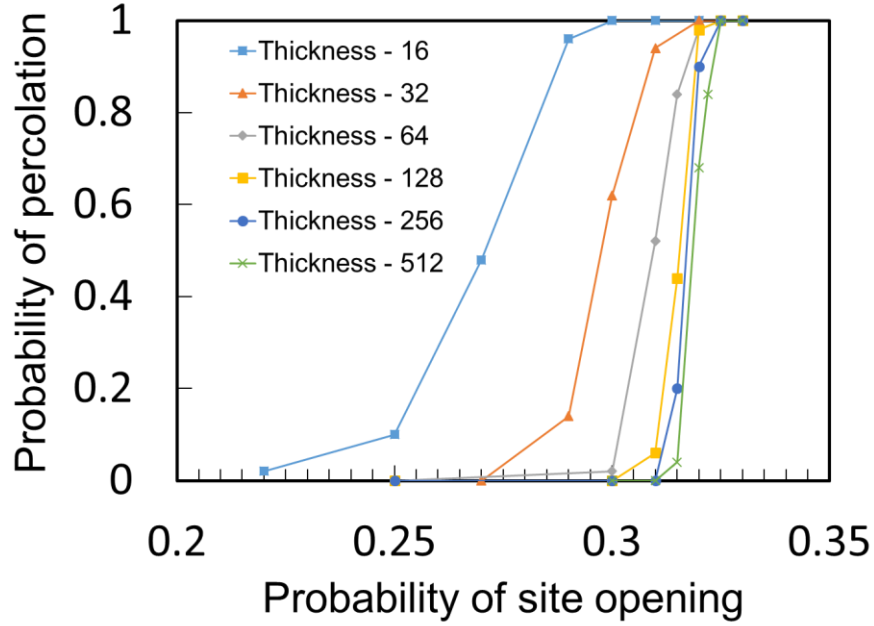 Probability of percolation
1
0.8
0.6
0.4
0.2
0
Thickness - 16
Thickness - 32
Thickness - 64
Thickness - 128
Thickness - 256
Thickness - 512
0.2
0.25
0.3
0.35
Probability of site opening